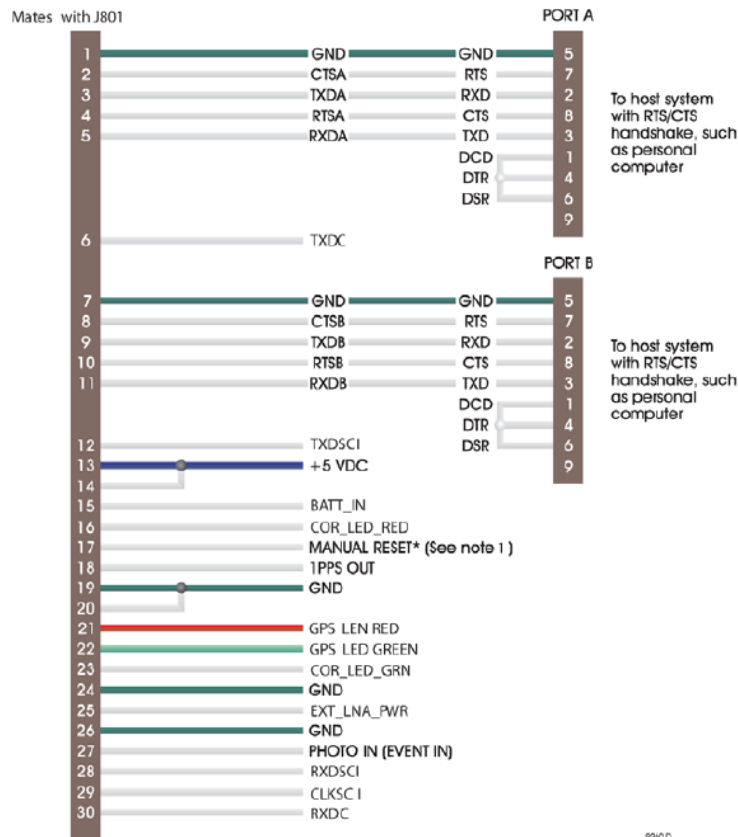 Mates with J801
PORT A
1 GND GND 5
2 CTSA RTS 7
3 TXDA RXD 2
4 RTSA CTS 8
5 RXDA TXD 3
DCD 1
DTR 4
DSR 6
9
To host system
with RTS/CTS
handshake, such
as personal
computer
6 TXDC
PORT B
7 GND GND 5
8 CTSB RTS 7
9 TXDB RXD 2
10 RTSB CTS 8
11 RXDB TXD 3
DCD 1
DTR 4
DSR 6
9
To host system
with RTS/CTS
handshake, such
as personal
computer
12 TXDSCI
13 +5 VDC
14
15 BATT_IN
16 COR_LED_RED
17 MANUAL RESET* (See note 1)
18 1PPS OUT
19 GND
20
21 GPS LEN RED
22 GPS LED GREEN
23 COR_LED_GRN
24 GND
25 EXT_LNA_PWR
26 GND
27 PHOTO IN (EVENT IN)
28 RXDSCI
29 CLKSC I
30 RXDC